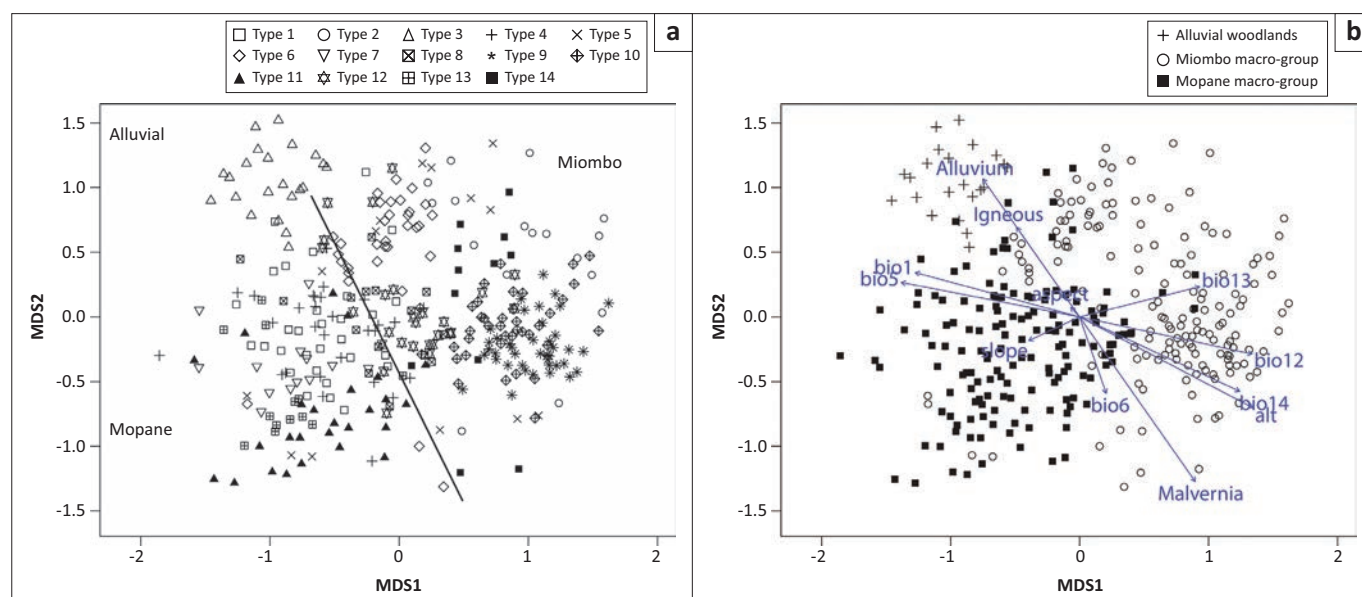 a
Type 1 Type 2 Type 3 Type 4 Type 5
Type 6 Type 7 Type 8 Type 9 Type 10
Type 11 Type 12 Type 13 Type 14
Alluvial
Miombo
Mopane
MDS2
1.5
1.0
0.5
0.0
-0.5
-1.0
-1.5
-2 -1 0 1 2
MDS1
b
Alluvial woodlands
Miombo macro-group
Mopane macro-group
MDS2
1.5
1.0
0.5
0.0
-0.5
-1.0
-1.5
Alluvium
Igneous
bio1
bio5
aspect
bio13
slope
bio12
bio6
bio14
alt
Malvernia
-2 -1 0 1 2
MDS1